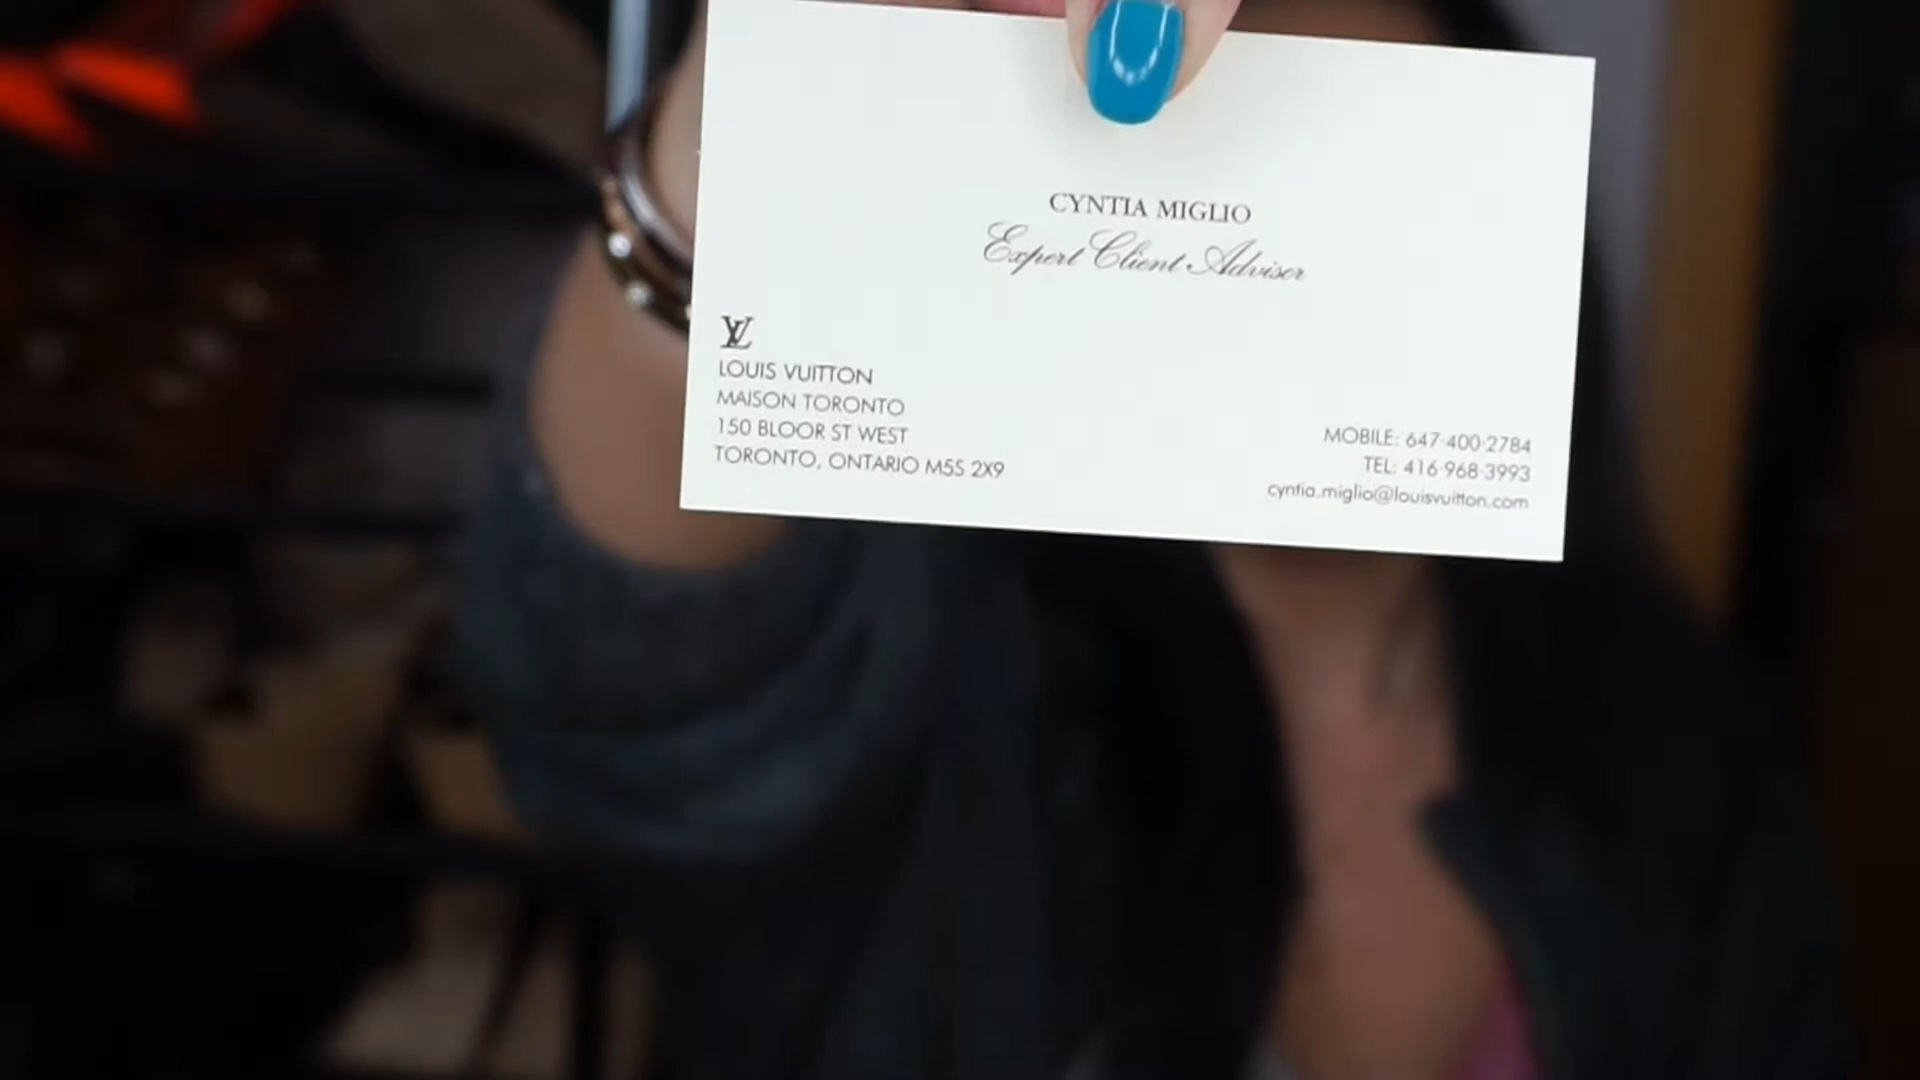 CYNTIA MIGLIO
Expert Client Advisor
LV
LOUIS VUITTON
MAISON TORONTO
150 BLOOR ST WEST
TORONTO, ONTARIO M5S 2X9
MOBILE: 647-400-2784
TEL: 416-968-3993
cyntia.miglio@louisvuitton.com